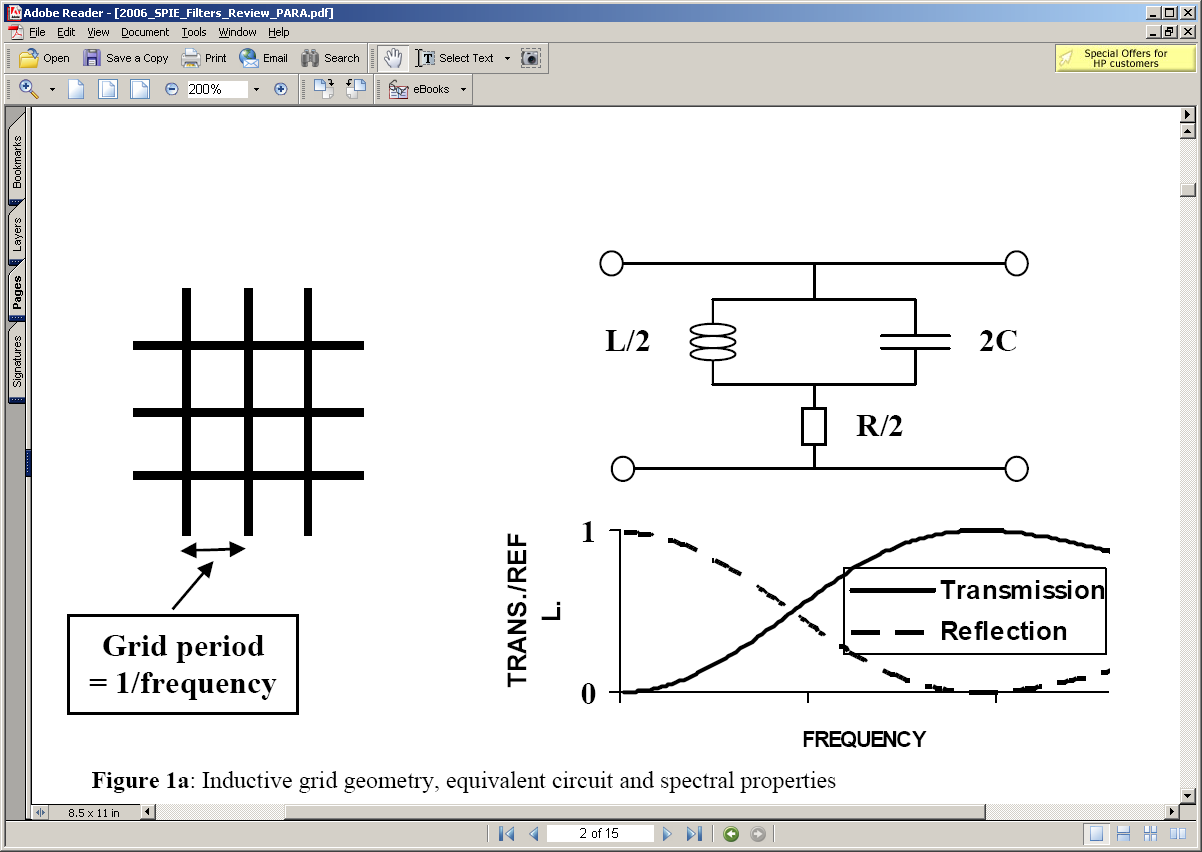 Adobe Reader - [2006_SPIE_Filters_Review_PARA.pdf]
File Edit View Document Tools Window Help
Open Save a Copy Print Email Search Select Text
Special Offers for
HP customers
200% eBooks
Bookmarks
Layers
Pages
Signatures
L/2
2C
R/2
Grid period
= 1/frequency
TRANS./REF
L.
1
0
Transmission
Reflection
FREQUENCY
Figure 1a: Inductive grid geometry, equivalent circuit and spectral properties
8.5 x 11 in
2 of 15